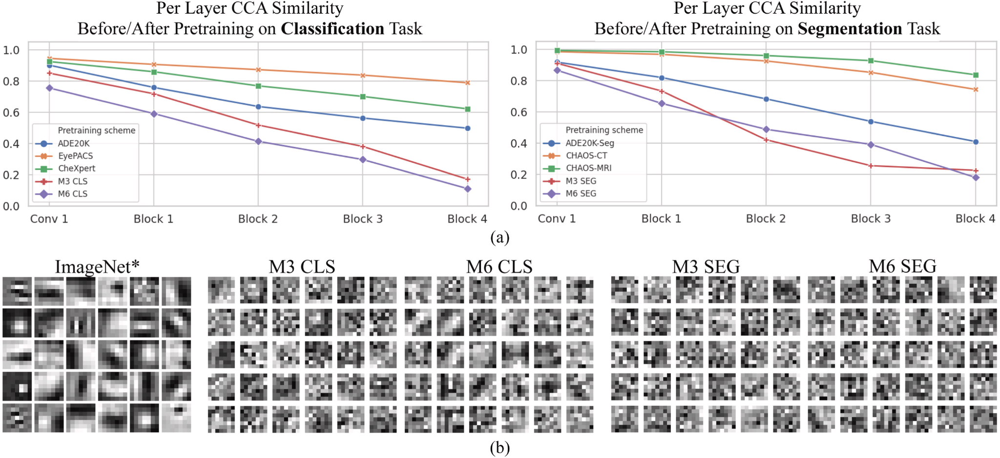 Per Layer CCA Similarity
Before/After Pretraining on Classification Task
1.0
0.8
0.6
0.4
0.2
0.0
Pretraining scheme
ADE20K
EyePACS
CheXpert
M3 CLS
M6 CLS
Conv 1 Block 1 Block 2 Block 3 Block 4
Per Layer CCA Similarity
Before/After Pretraining on Segmentation Task
1.0
0.8
0.6
0.4
0.2
0.0
Pretraining scheme
ADE20K-Seg
CHAOS-CT
CHAOS-MRI
M3 SEG
M6 SEG
Conv 1 Block 1 Block 2 Block 3 Block 4
(a)
ImageNet* M3 CLS M6 CLS M3 SEG M6 SEG
(b)